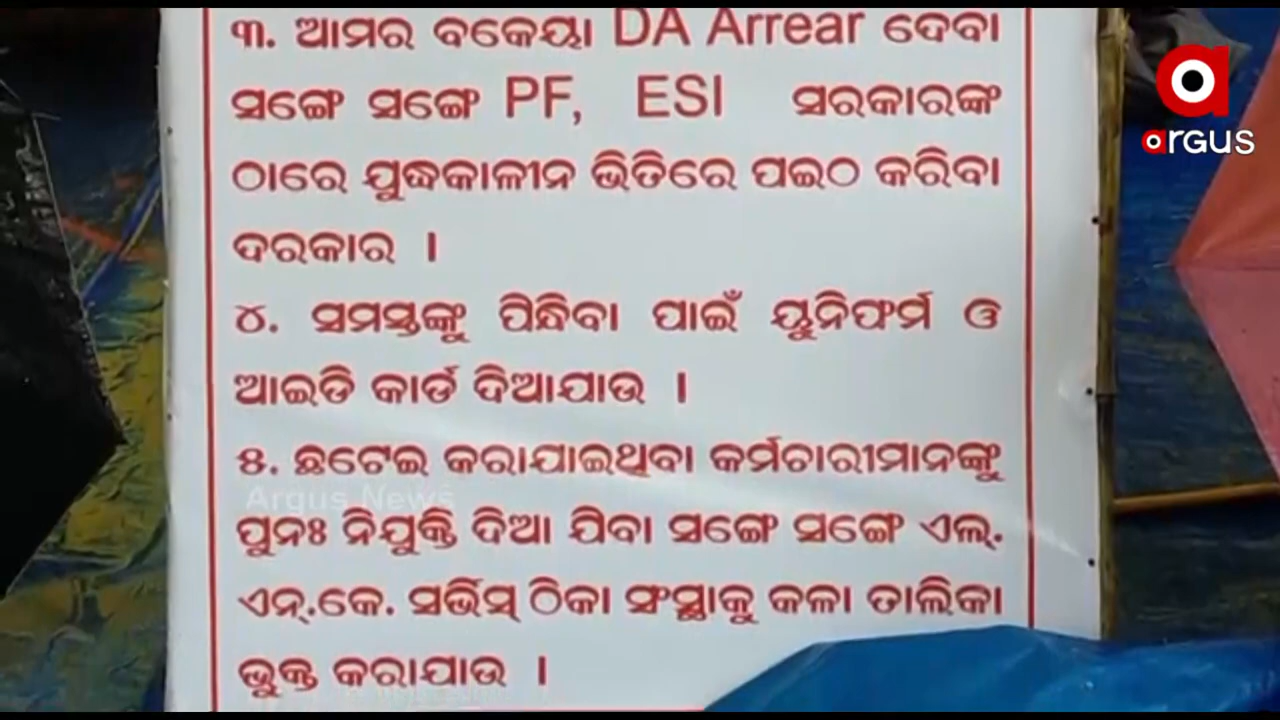 ୩. ଆମର ବକେୟା DA Arrear ଦେବା
ସଙ୍ଗେ ସଙ୍ଗେ PF, ESI ସରକାରଙ୍କ
ଠାରେ ଯୁଦ୍ଧକାଳୀନ ଭିତିରେ ପଇଠ କରିବା
ଦରକାର ।
୪. ସମସ୍ତଙ୍କୁ ପିନ୍ଧିବା ପାଇଁ ୟୁନିଫର୍ମ ଓ
ଆଇଡି କାର୍ଡ ଦିଆଯାଉ ।
୫. ଛଟେଇ କରାଯାଇଥିବା କର୍ମଚାରୀମାନଙ୍କୁ
ପୁନଃ ନିଯୁକ୍ତି ଦିଆ ଯିବା ସଙ୍ଗେ ସଙ୍ଗେ ଏଲ୍.
ଏନ୍.କେ. ସର୍ଭିସ୍ ଠିକା ସଂସ୍ଥାକୁ କଳା ତାଲିକା
ଭୁକ୍ତ କରାଯାଉ ।
argus
Argus News